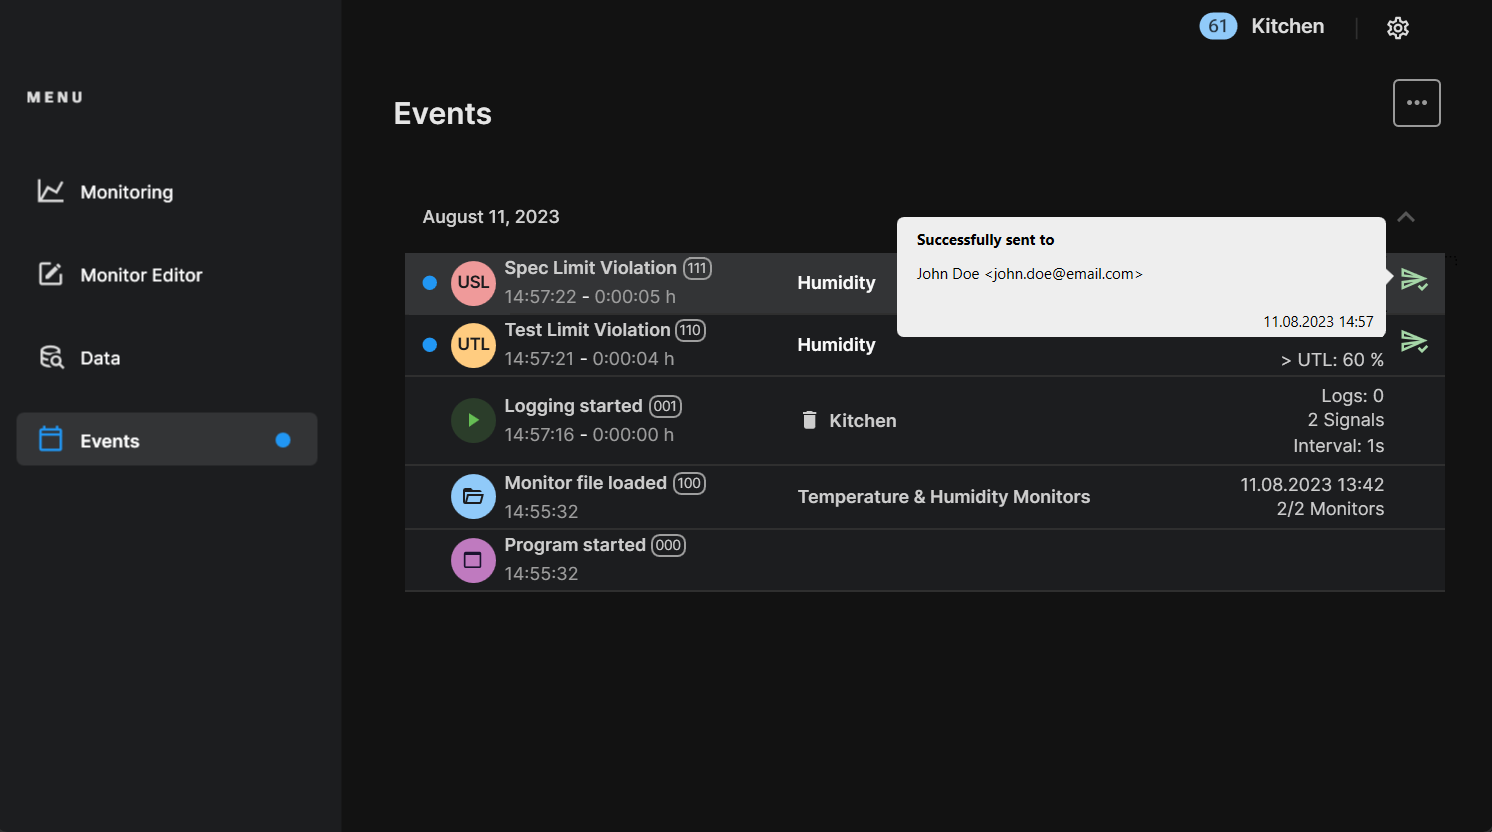 61 Kitchen
MENU
Monitoring
Monitor Editor
Data
Events
Events
August 11, 2023
Successfully sent to
John Doe <john.doe@email.com>
11.08.2023 14:57
USL Spec Limit Violation 111
14:57:22 - 0:00:05 h
Humidity
UTL Test Limit Violation 110
14:57:21 - 0:00:04 h
Humidity
> UTL: 60 %
Logging started 001
14:57:16 - 0:00:00 h
Kitchen
Logs: 0
2 Signals
Interval: 1s
Monitor file loaded 100
14:55:32
Temperature & Humidity Monitors
11.08.2023 13:42
2/2 Monitors
Program started 000
14:55:32